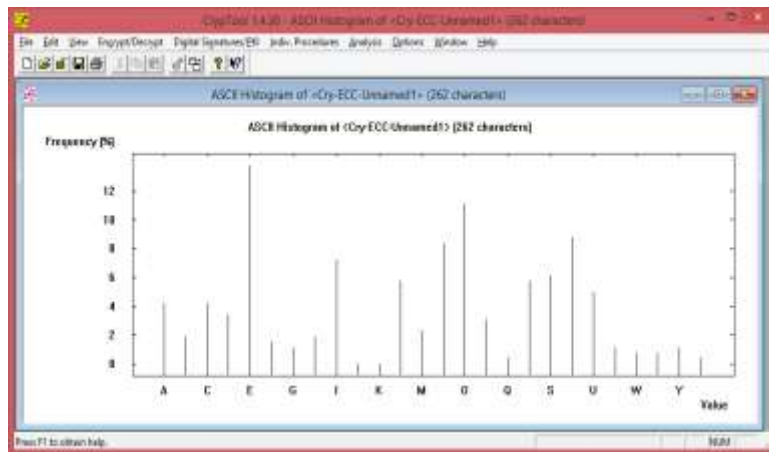 CrypTool 1.4.30 - ASCII Histogram of <Cry-ECC-Unnamed1> (262 characters)
File Edit View Encrypt/Decrypt Digital Signatures/PKI Indiv. Procedures Analysis Options Window Help
ASCII Histogram of <Cry-ECC-Unnamed1> (262 characters)
ASCII Histogram of <Cry-ECC-Unnamed1> (262 characters)
Frequency [%]
12
10
8
6
4
2
0
A C E G I K M O Q S U W Y
Value
Press F1 to obtain help.
NUM